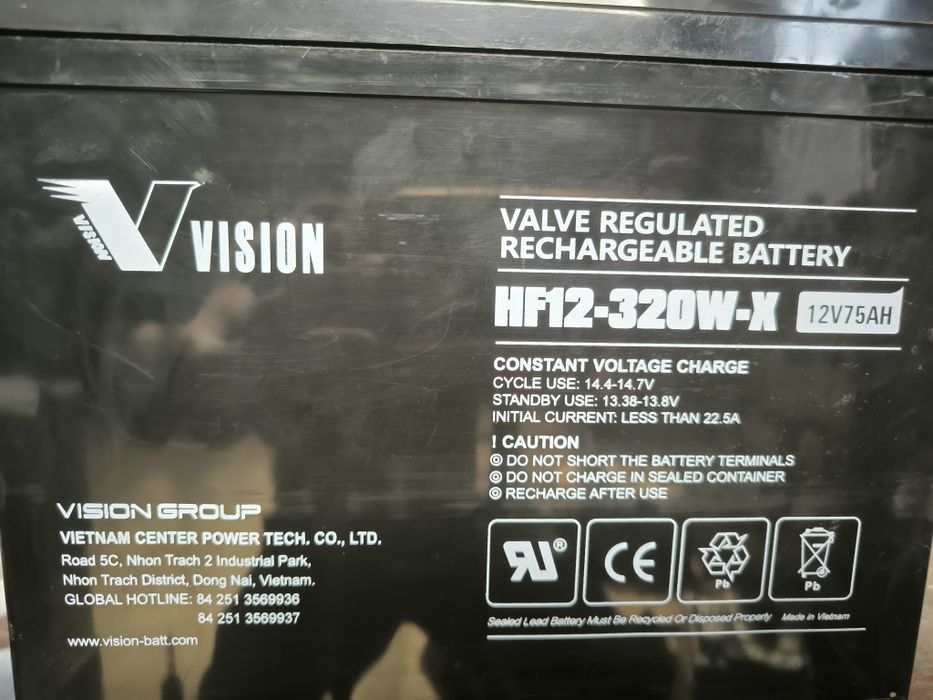 VISION
VISION
VALVE REGULATED
RECHARGEABLE BATTERY
HF12-320W-X 12V75AH
CONSTANT VOLTAGE CHARGE
CYCLE USE: 14.4-14.7V
STANDBY USE: 13.38-13.8V
INITIAL CURRENT: LESS THAN 22.5A
! CAUTION
◎ DO NOT SHORT THE BATTERY TERMINALS
◎ DO NOT CHARGE IN SEALED CONTAINER
◎ RECHARGE AFTER USE
VISION GROUP
VIETNAM CENTER POWER TECH. CO., LTD.
Road 5C, Nhon Trach 2 Industrial Park,
Nhon Trach District, Dong Nai, Vietnam.
GLOBAL HOTLINE: 84 251 3569936
84 251 3569937
www.vision-batt.com
RU® CE Pb Pb
Sealed Lead Battery Must Be Recycled Or Disposed Properly Made in Vietnam